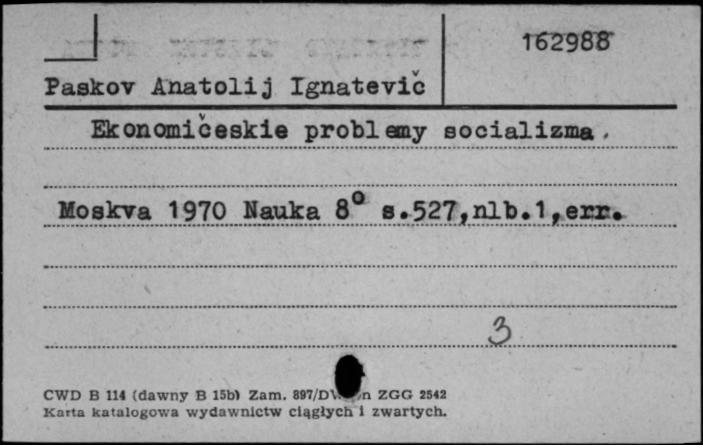 162988
Paskov Anatolij Ignatevič
Ekonomičeskie problemy socializma.
Moskva 1970 Nauka 8° s.527,nlb.1,err.
3
CWD B 114 (dawny B 15b) Zam. 897/D ZGG 2542
Karta katalogowa wydawnictw ciągłych i zwartych.